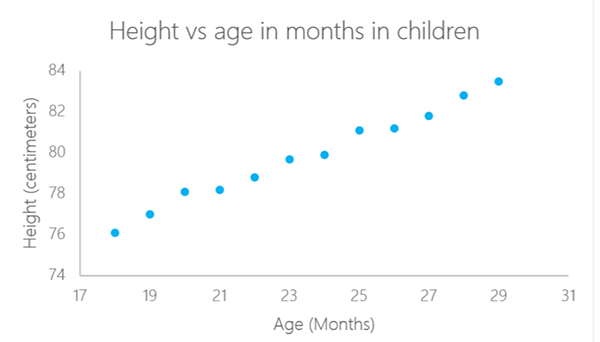 Height vs age in months in children
Height (centimeters)
84
82
80
78
76
74
17 19 21 23 25 27 29 31
Age (Months)